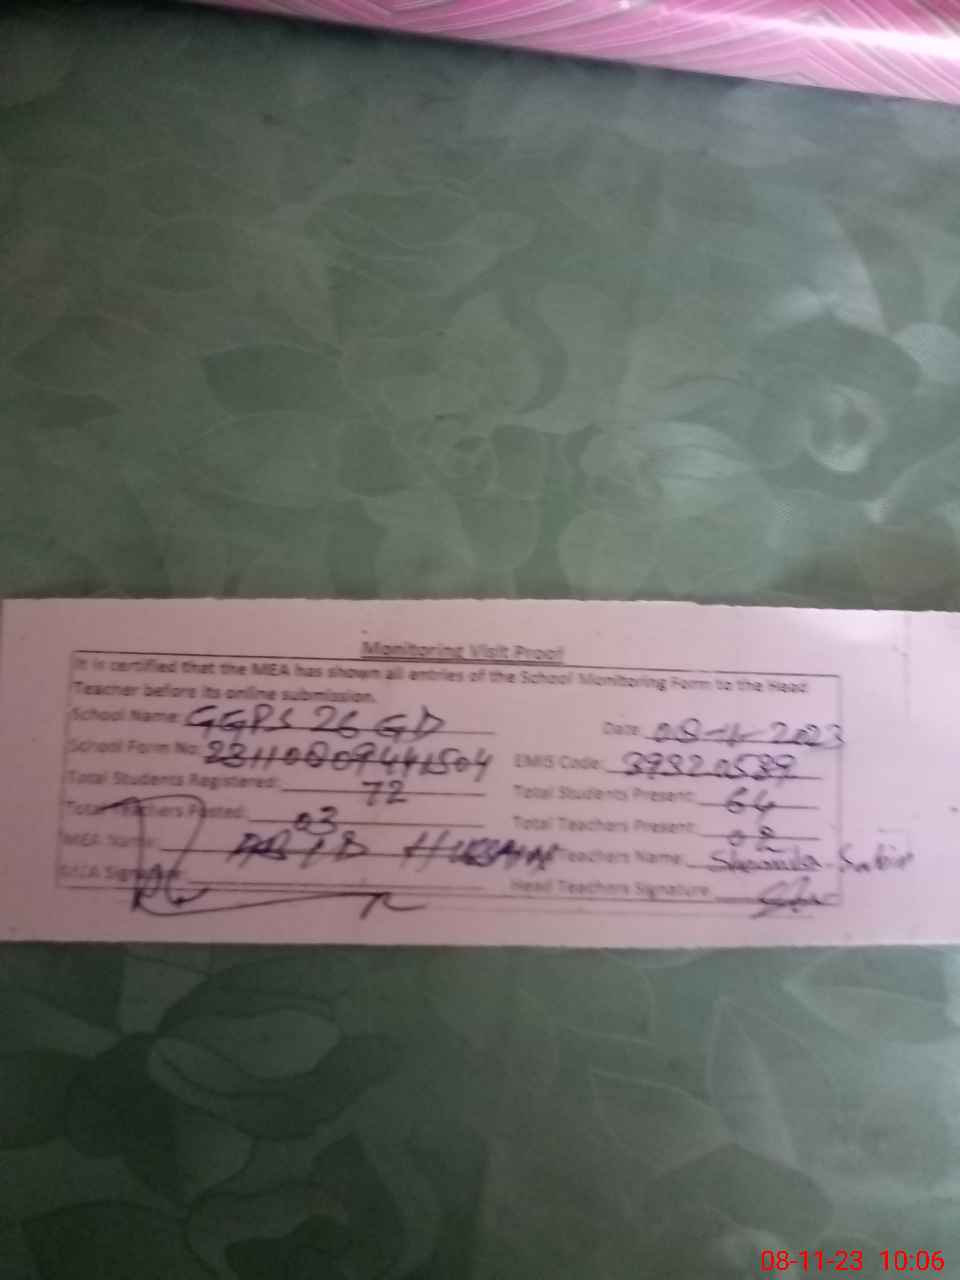 Monitoring Visit Proof
It is certified that the MEA has shown all entries of the School Monitoring Form to the Head
Teacher before its online submission.
School Name: GGPS 26 GD Date: 08-11-2023
School Form No: EMIS Code: 39320589
Total Students Registered: 72 Total Students Present: 64
Total Teachers Posted: 03 Total Teachers Present: 02
MEA Name: HUSSAIN Teachers Name:
MEA Signature: Head Teachers Signature:
08-11-23 10:06